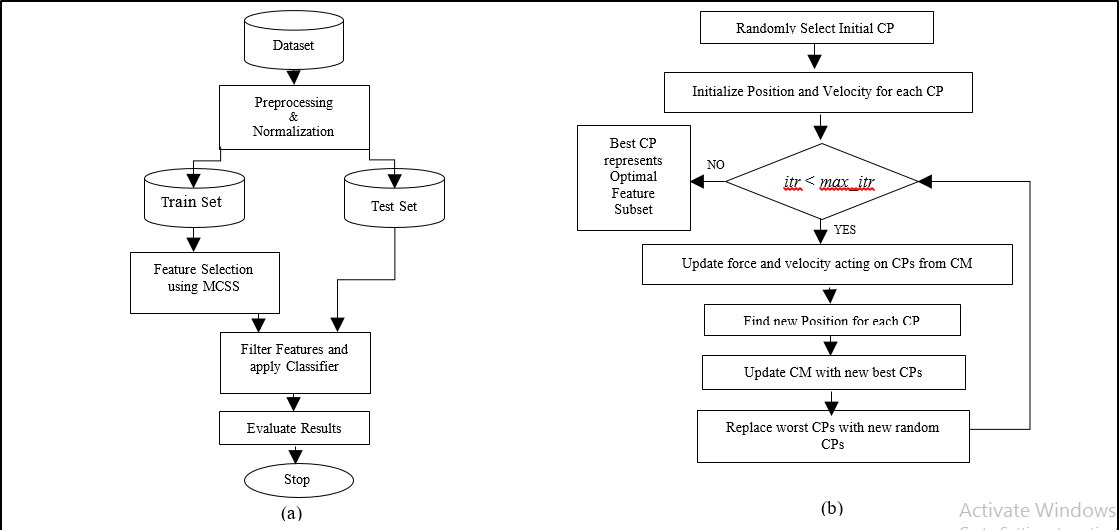 Dataset
Preprocessing
&
Normalization
Train Set
Test Set
Feature Selection
using MCSS
Filter Features and
apply Classifier
Evaluate Results
Stop
(a)
Randomly Select Initial CP
Initialize Position and Velocity for each CP
Best CP
represents
Optimal
Feature
Subset
NO
itr < max_itr
YES
Update force and velocity acting on CPs from CM
Find new Position for each CP
Update CM with new best CPs
Replace worst CPs with new random
CPs
(b)
Activate Windows